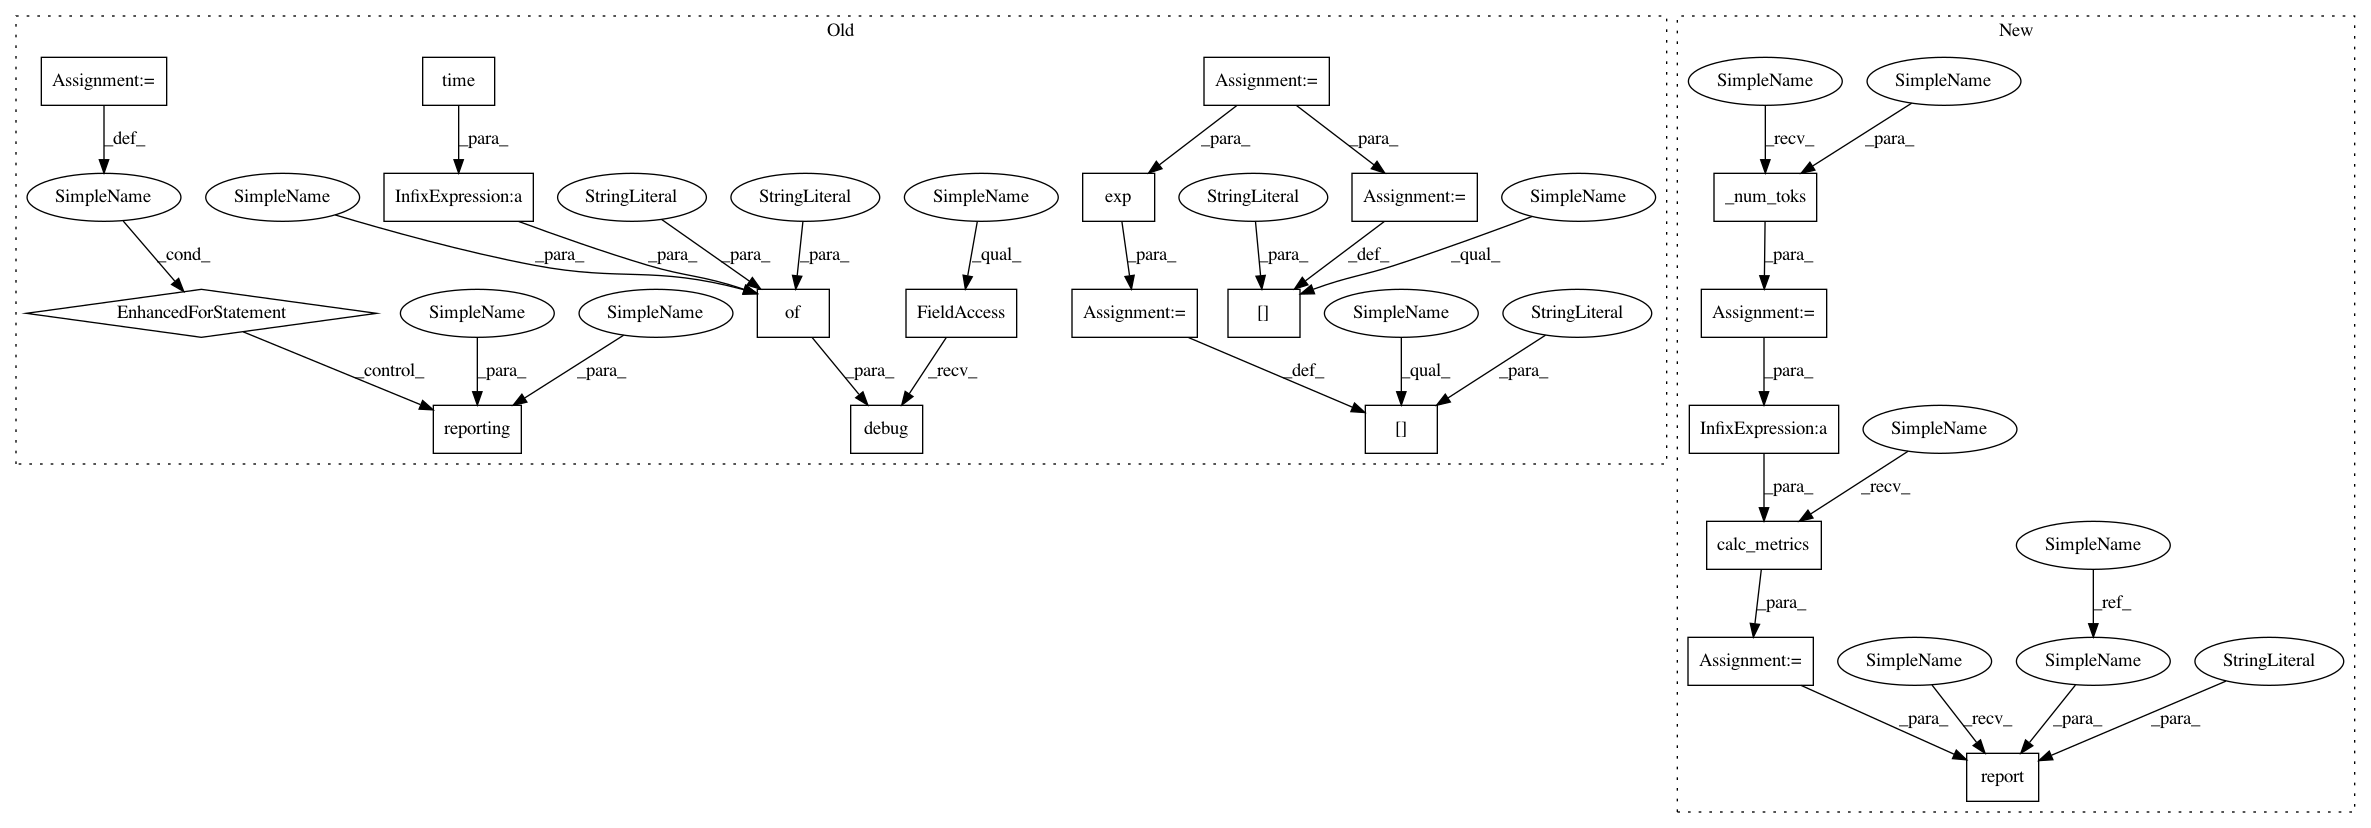 Old
New
Assignment:=
time
Assignment:=
SimpleName
SimpleName
_def_
_para_
_para_
_para_
_recv_
_para_
SimpleName
SimpleName
InfixExpression:a
StringLiteral
StringLiteral
SimpleName
exp
StringLiteral
Assignment:=
SimpleName
_num_toks
_cond_
_para_
_para_
_para_
_para_
_qual_
_para_
_para_
_def_
_qual_
_para_
EnhancedForStatement
SimpleName
SimpleName
of
FieldAccess
Assignment:=
[]
SimpleName
StringLiteral
Assignment:=
_control_
_para_
_para_
_para_
_recv_
_def_
_qual_
_para_
_para_
reporting
debug
[]
InfixExpression:a
SimpleName
_para_
_recv_
calc_metrics
SimpleName
_para_
_ref_
Assignment:=
SimpleName
SimpleName
StringLiteral
_para_
_recv_
_para_
_para_
report